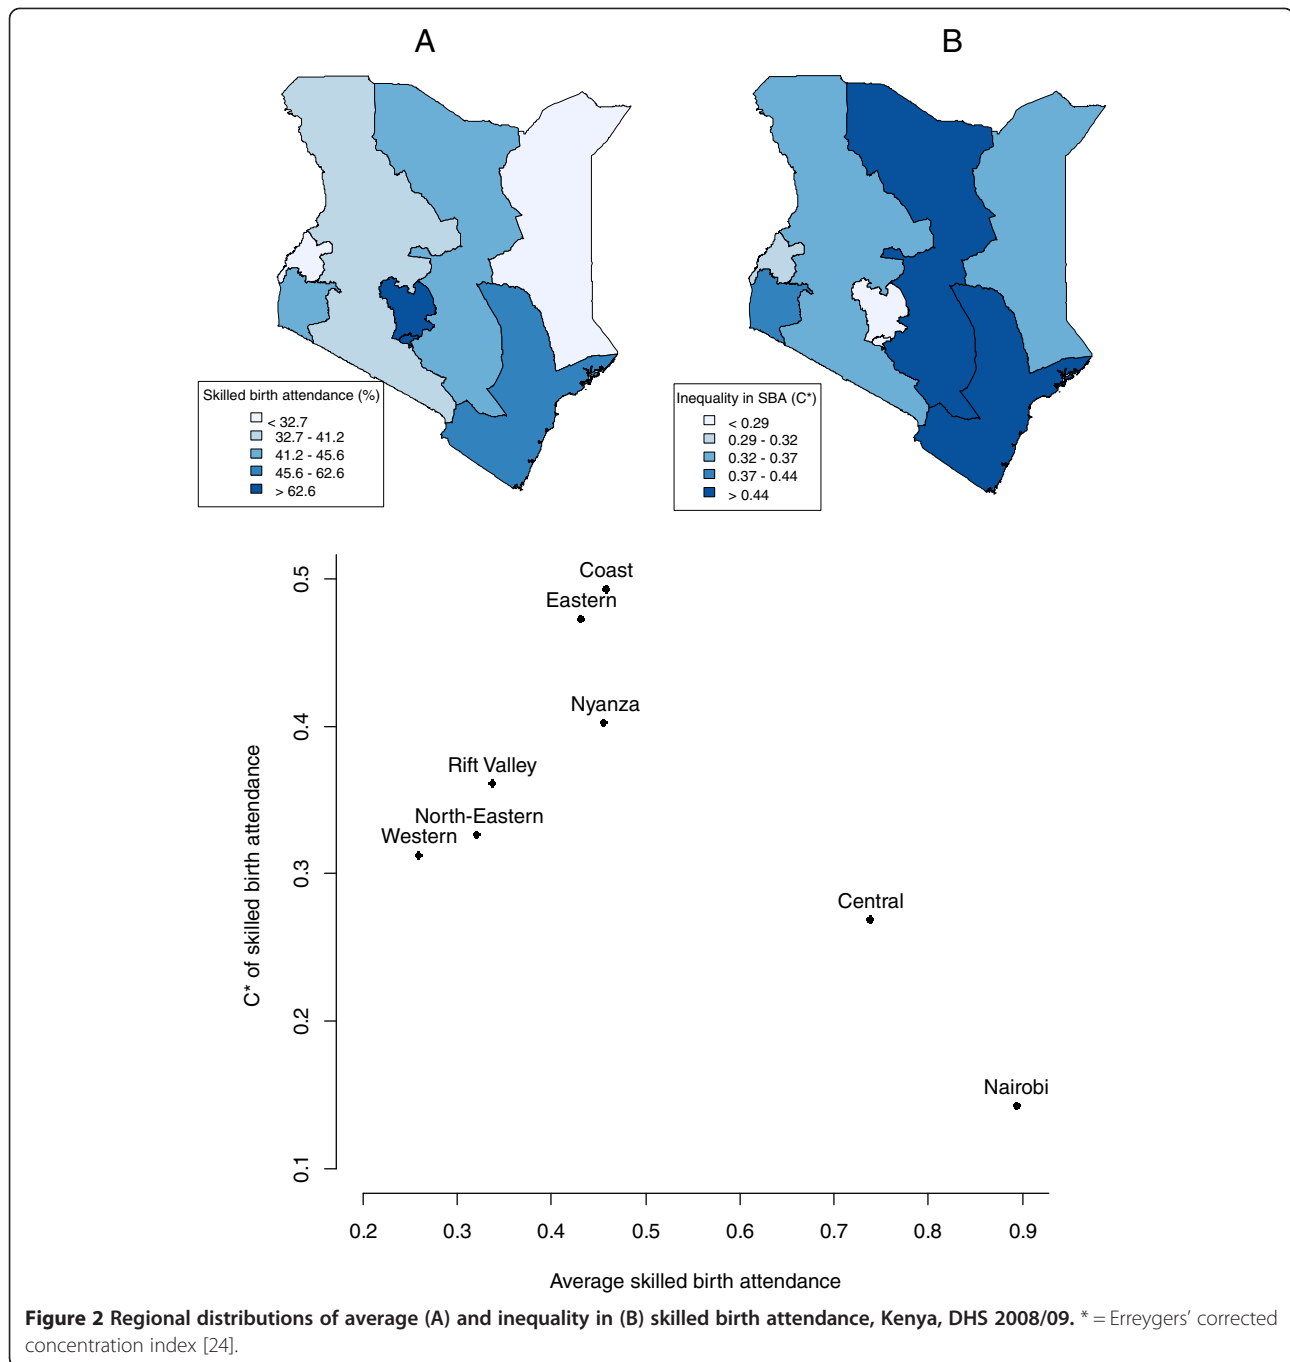 A
B
Skilled birth attendance (%)
< 32.7
32.7 - 41.2
41.2 - 45.6
45.6 - 62.6
> 62.6
Inequality in SBA (C*)
< 0.29
0.29 - 0.32
0.32 - 0.37
0.37 - 0.44
> 0.44
C* of skilled birth attendance
0.5
0.4
0.3
0.2
0.1
Coast
Eastern
Nyanza
Rift Valley
North-Eastern
Western
Central
Nairobi
0.2 0.3 0.4 0.5 0.6 0.7 0.8 0.9
Average skilled birth attendance
Figure 2 Regional distributions of average (A) and inequality in (B) skilled birth attendance, Kenya, DHS 2008/09. * = Erreygers' corrected
concentration index [24].